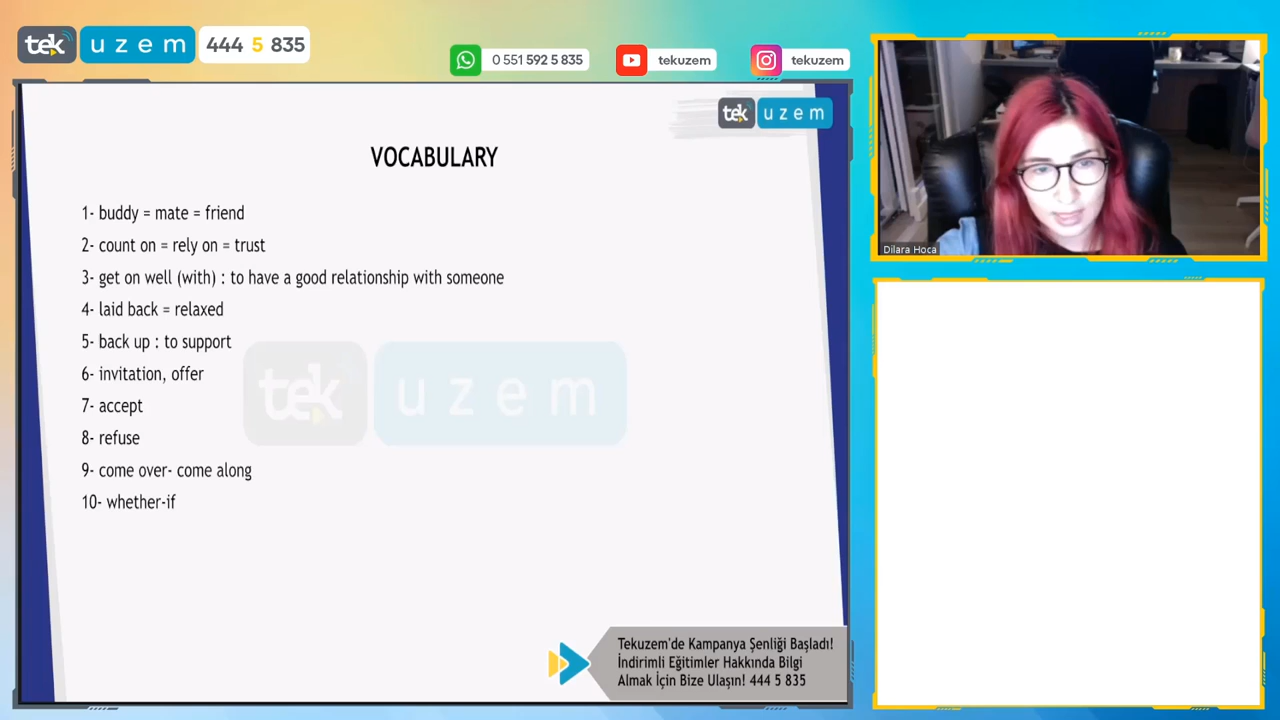 tek uzem 444 5 835
0 551 592 5 835
tekuzem
tekuzem
tek uzem
VOCABULARY
1- buddy = mate = friend
2- count on = rely on = trust
3- get on well (with) : to have a good relationship with someone
4- laid back = relaxed
5- back up : to support
6- invitation, offer
7- accept
8- refuse
9- come over- come along
10- whether-if
tek uzem
Tekuzem'de Kampanya Şenliği Başladı!
İndirimli Eğitimler Hakkında Bilgi
Almak İçin Bize Ulaşın! 444 5 835
Dilara Hoca